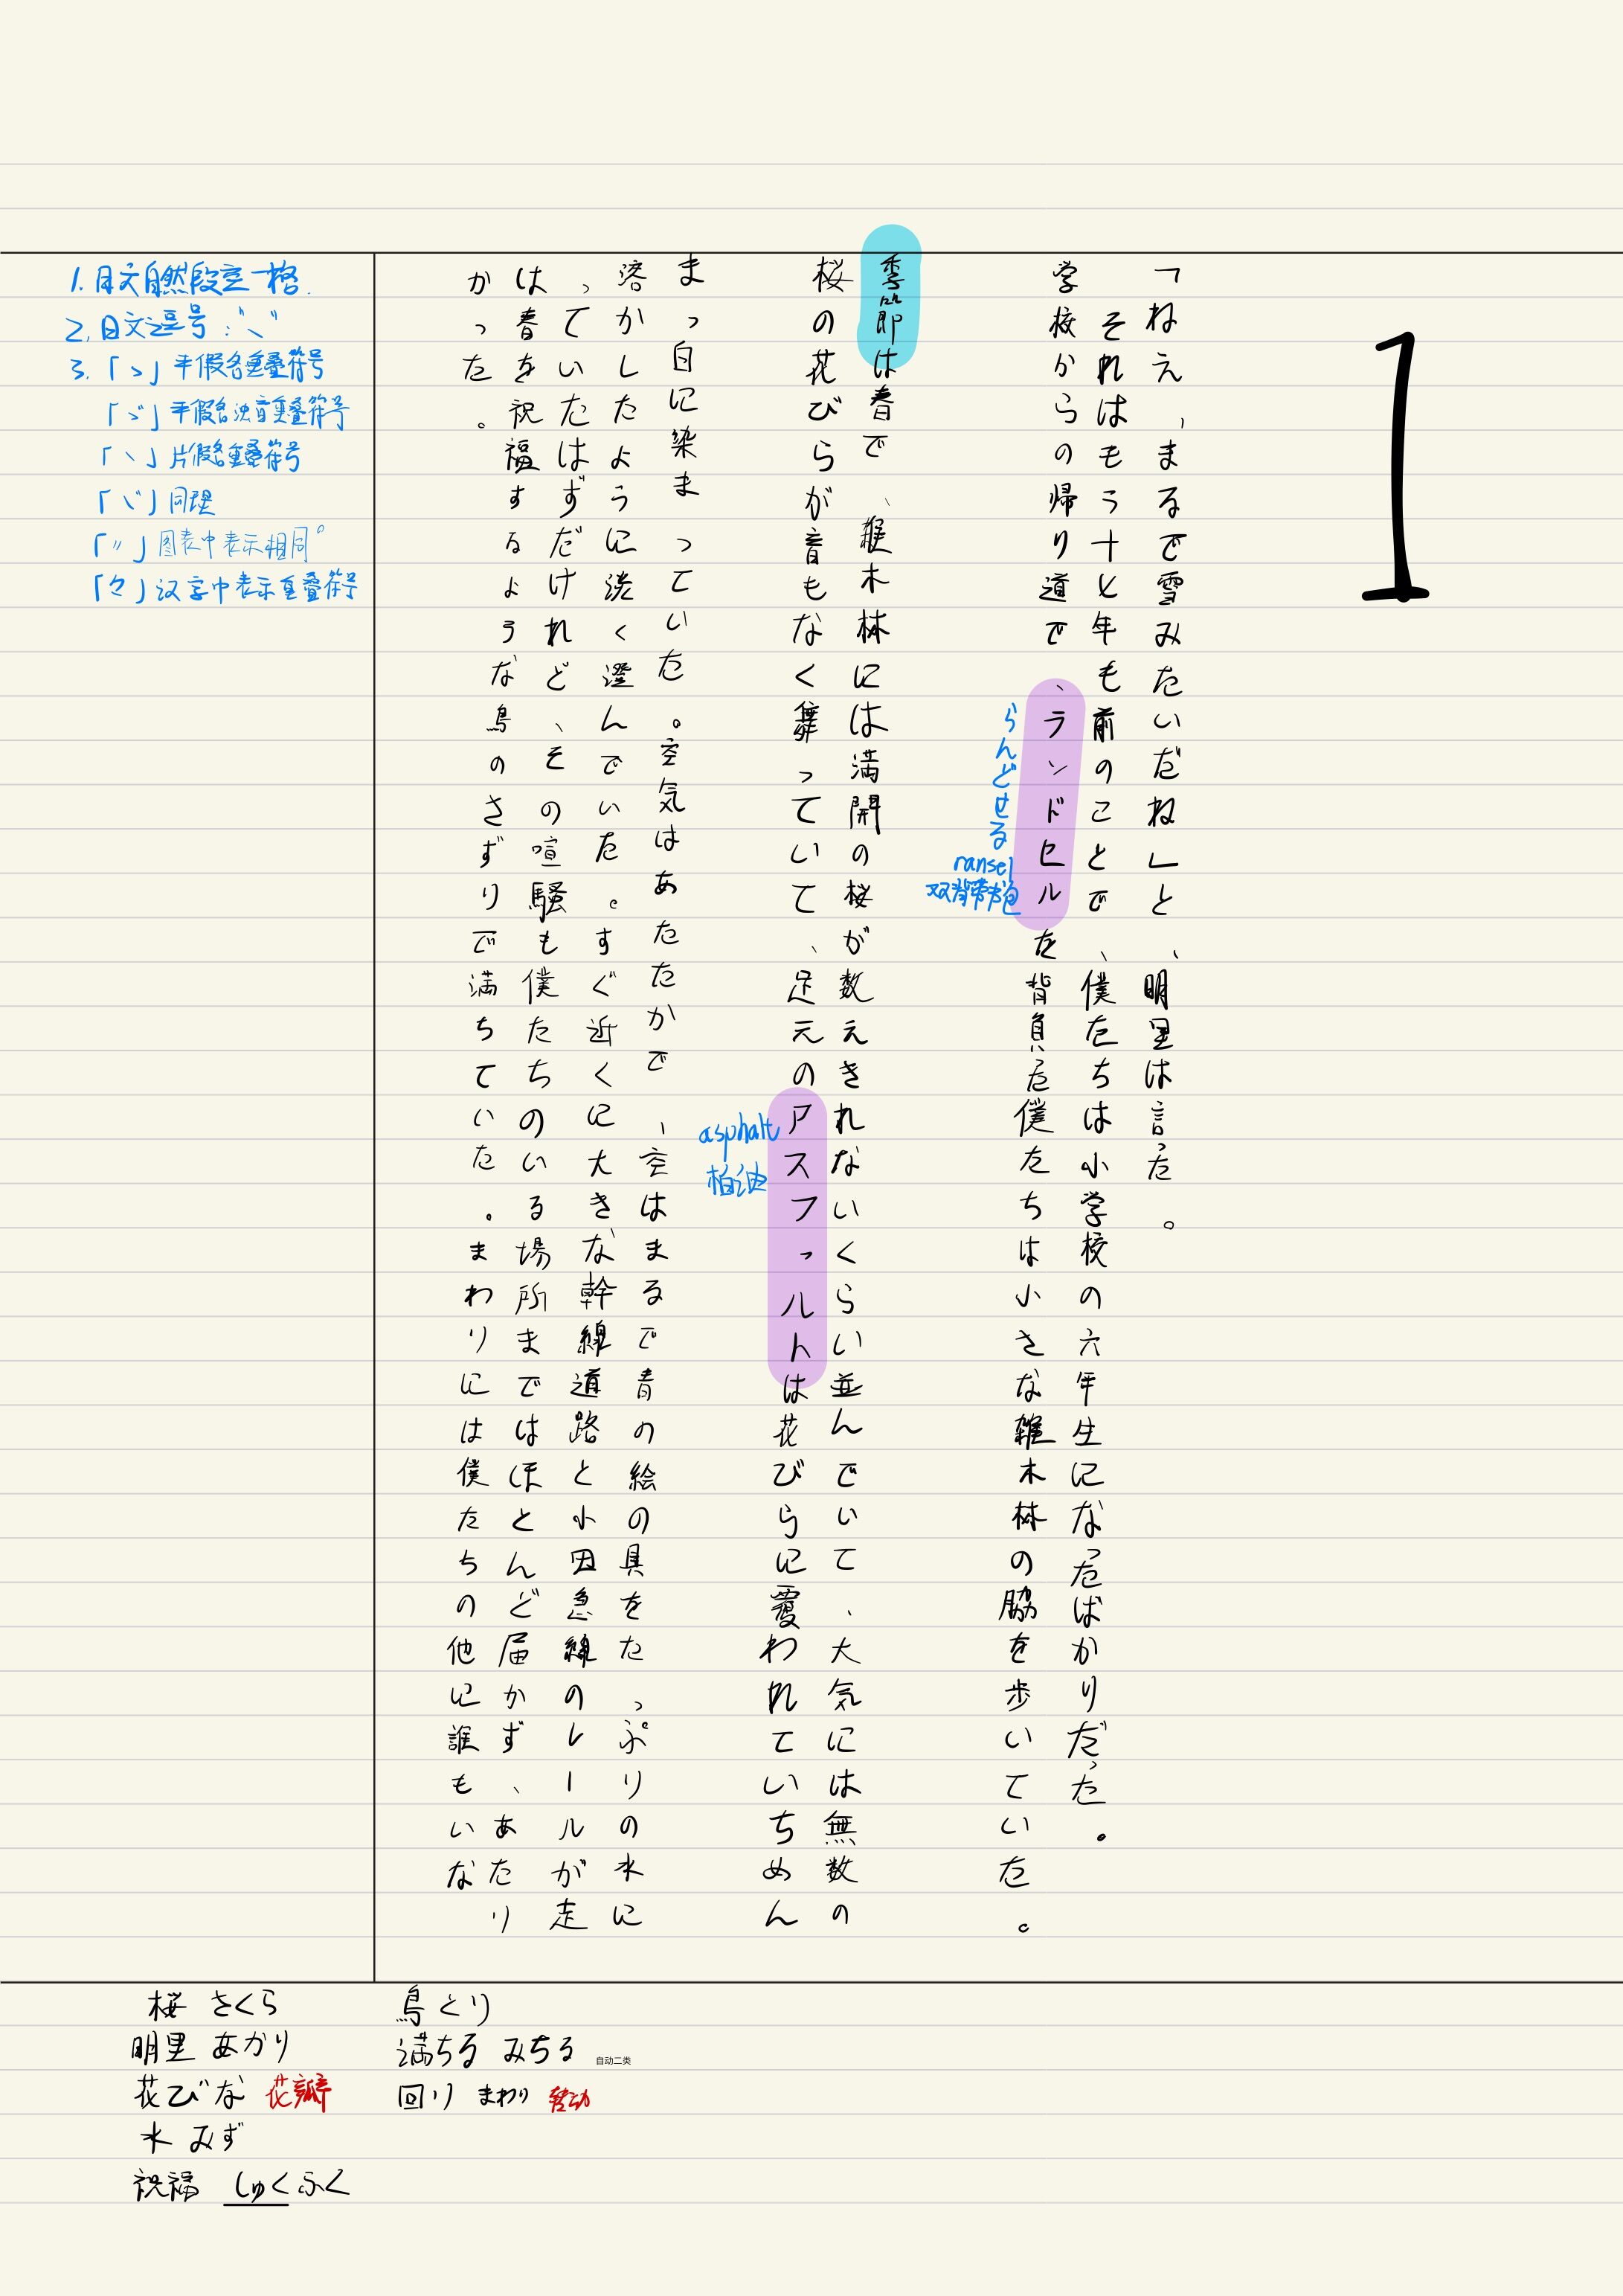 1
「ねえ、まるで雪みたいだね」と、明里は言った。
それはもう十七年も前のことで、僕たちは小学校の六年生になったばかりだった。
学校からの帰り道で、ランドセルを背負った僕たちは小さな雑木林の脇を歩いていた。
らんどせる
ransel
双背带书包
季節は春で、雑木林には満開の桜が数えきれないくらい並んでいて、大気には無数の
桜の花びらが音もなく舞っていて、足元のアスファルトは花びらに覆われていちめん
asphalt
柏油
まっ白に染まっていた。空気はあたたかで、空はまるで青の絵の具をたっぷりの水に
溶かしたように淡く澄んでいた。すぐ近くに大きな幹線道路と小田急線のレールが走
っていたはずだけれど、その喧騒も僕たちのいる場所まではほとんど届かず、あたり
は春を祝福するような鳥のさずりで満ちていた。まわりには僕たちの他に誰もいな
かった。
1. 日文自然段空一格.
2. 日文逗号:"、"
3.「ゝ」平假名重叠符号
「ゞ」平假名浊音重叠符号
「ヽ」片假名重叠符号
「ヾ」同理
「〃」图表中表示相同。
「々」汉字中表示重叠符号
桜 さくら
明里 あかり
花びな 花瓣
水 みず
祝福 しゅくふく
鳥 とり
満ちる みちる 自动二类
回り まわり